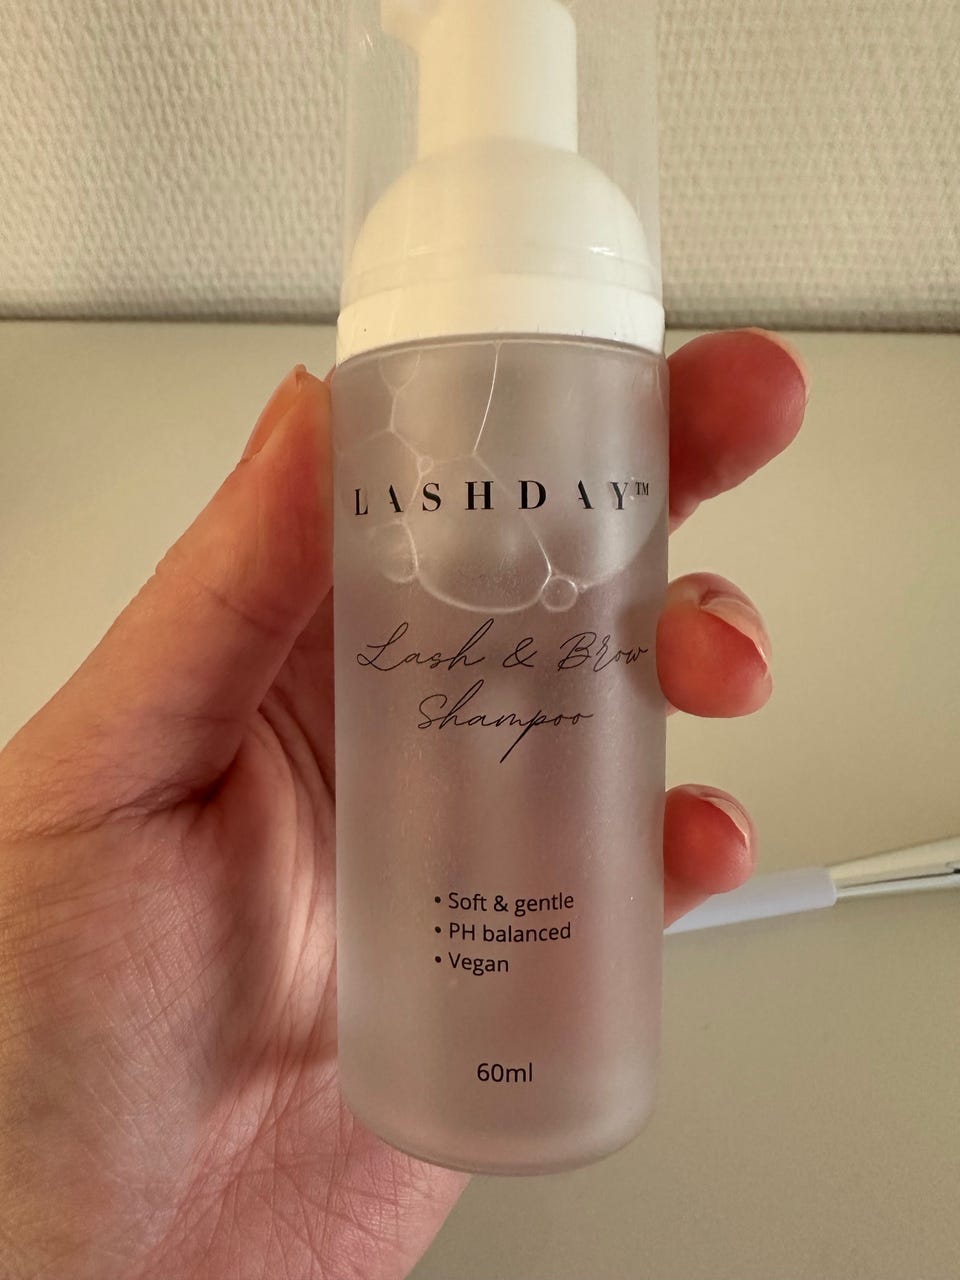 LASHDAY™
Lash & Brow
Shampoo
• Soft & gentle
• PH balanced
• Vegan
60ml